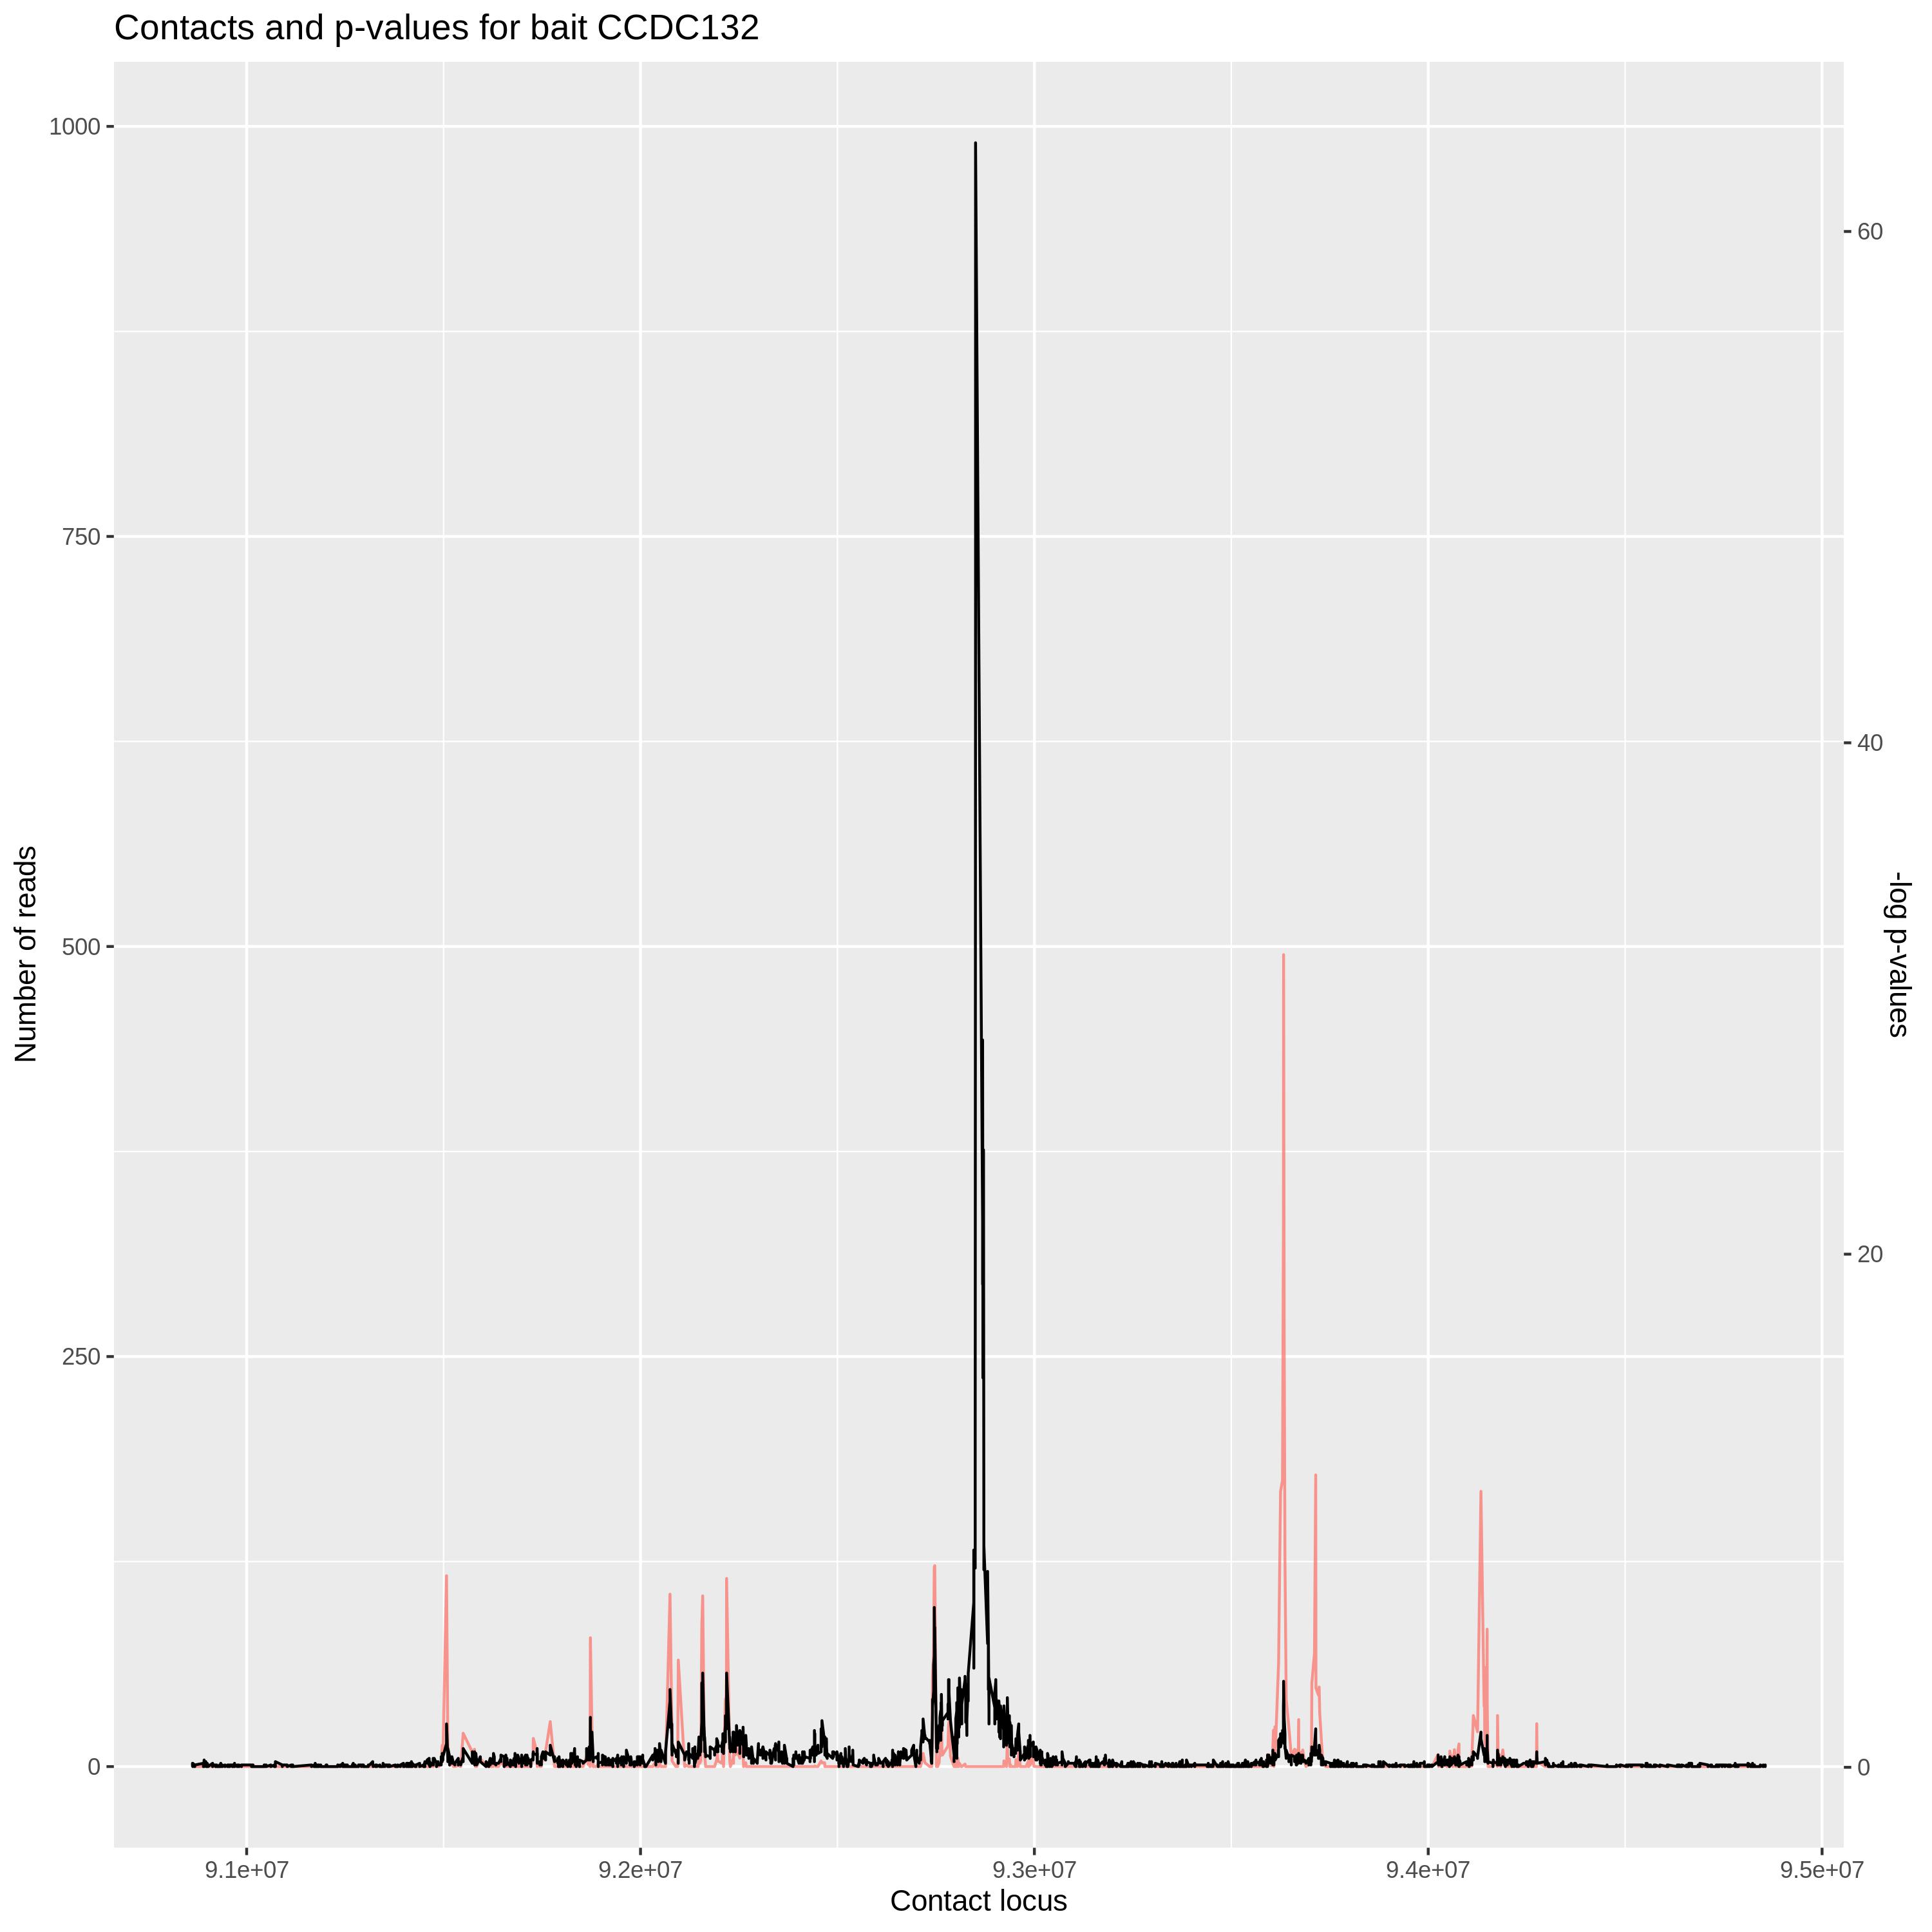 Contacts and p-values for bait CCDC132
1000
750
500
250
0
Number of reads
60
40
20
0
-log p-values
9.1e+07
9.2e+07
9.3e+07
9.4e+07
9.5e+07
Contact locus